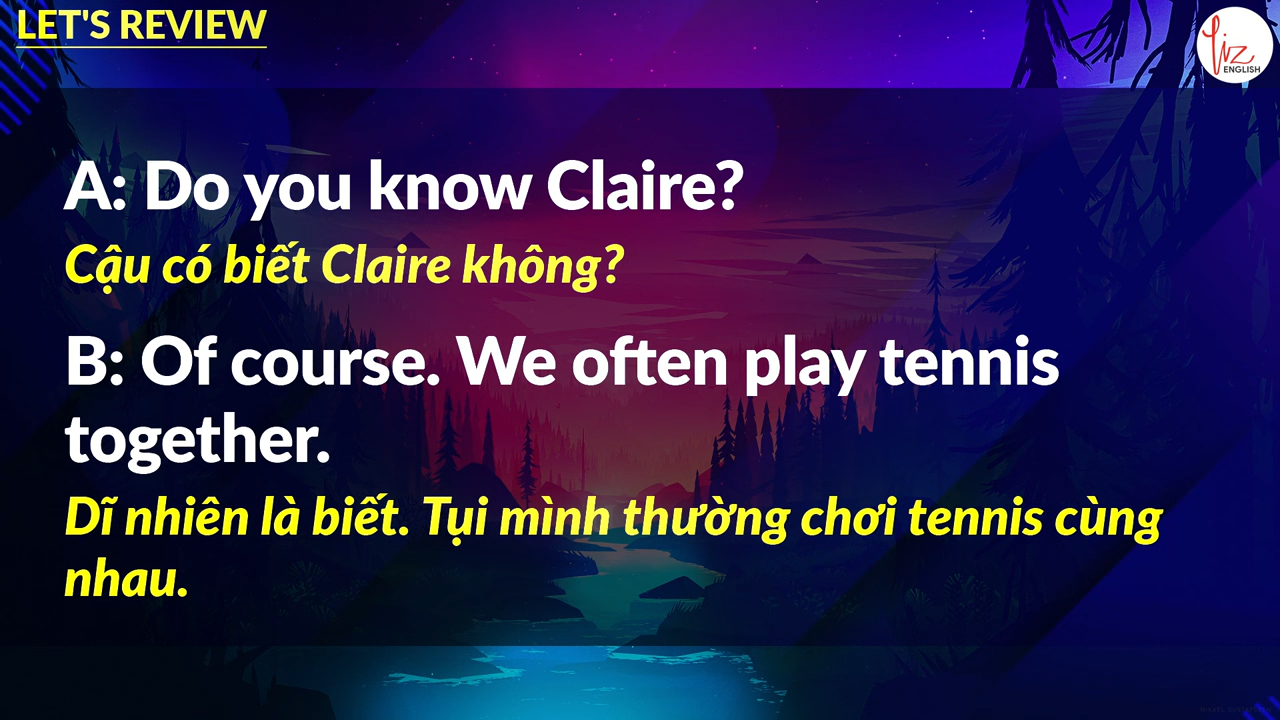 LET'S REVIEW
Liz
ENGLISH
A: Do you know Claire?
Cậu có biết Claire không?
B: Of course. We often play tennis
together.
Dĩ nhiên là biết. Tụi mình thường chơi tennis cùng
nhau.